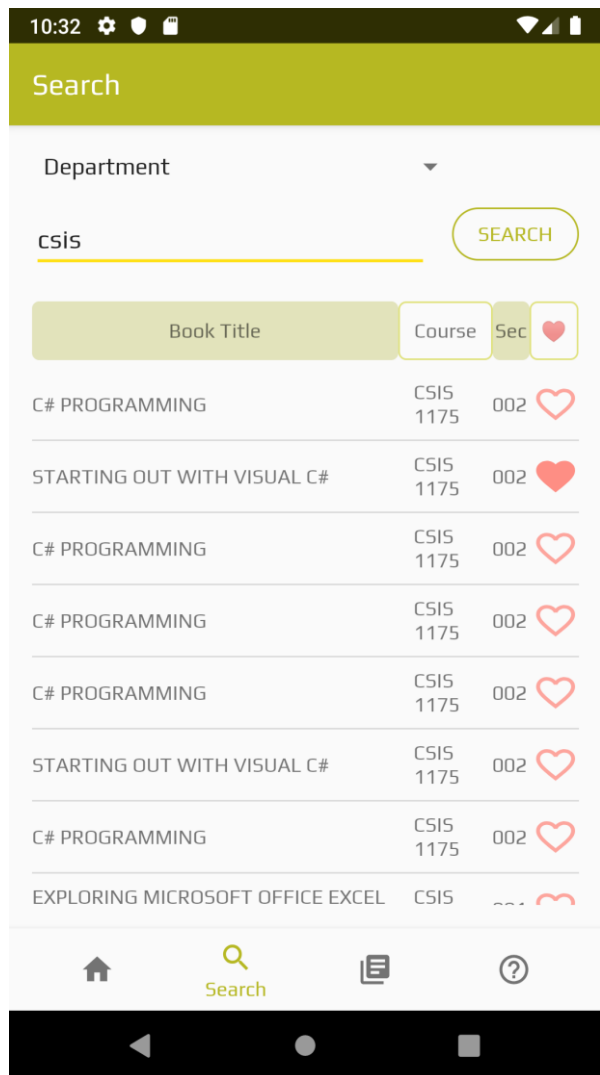 10:32
Search
Department
csis
SEARCH
Book Title Course Sec
C# PROGRAMMING CSIS 1175 002
STARTING OUT WITH VISUAL C# CSIS 1175 002
C# PROGRAMMING CSIS 1175 002
C# PROGRAMMING CSIS 1175 002
C# PROGRAMMING CSIS 1175 002
STARTING OUT WITH VISUAL C# CSIS 1175 002
C# PROGRAMMING CSIS 1175 002
EXPLORING MICROSOFT OFFICE EXCEL CSIS
Search